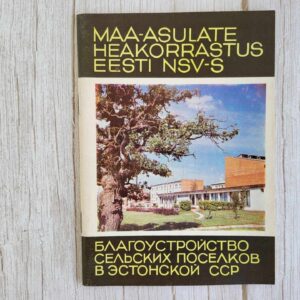 MAA-ASULATE
HEAKORRASTUS
EESTI NSV-S
БЛАГОУСТРОЙСТВО
СЕЛЬСКИХ ПОСЕЛКОВ
В ЭСТОНСКОЙ ССР